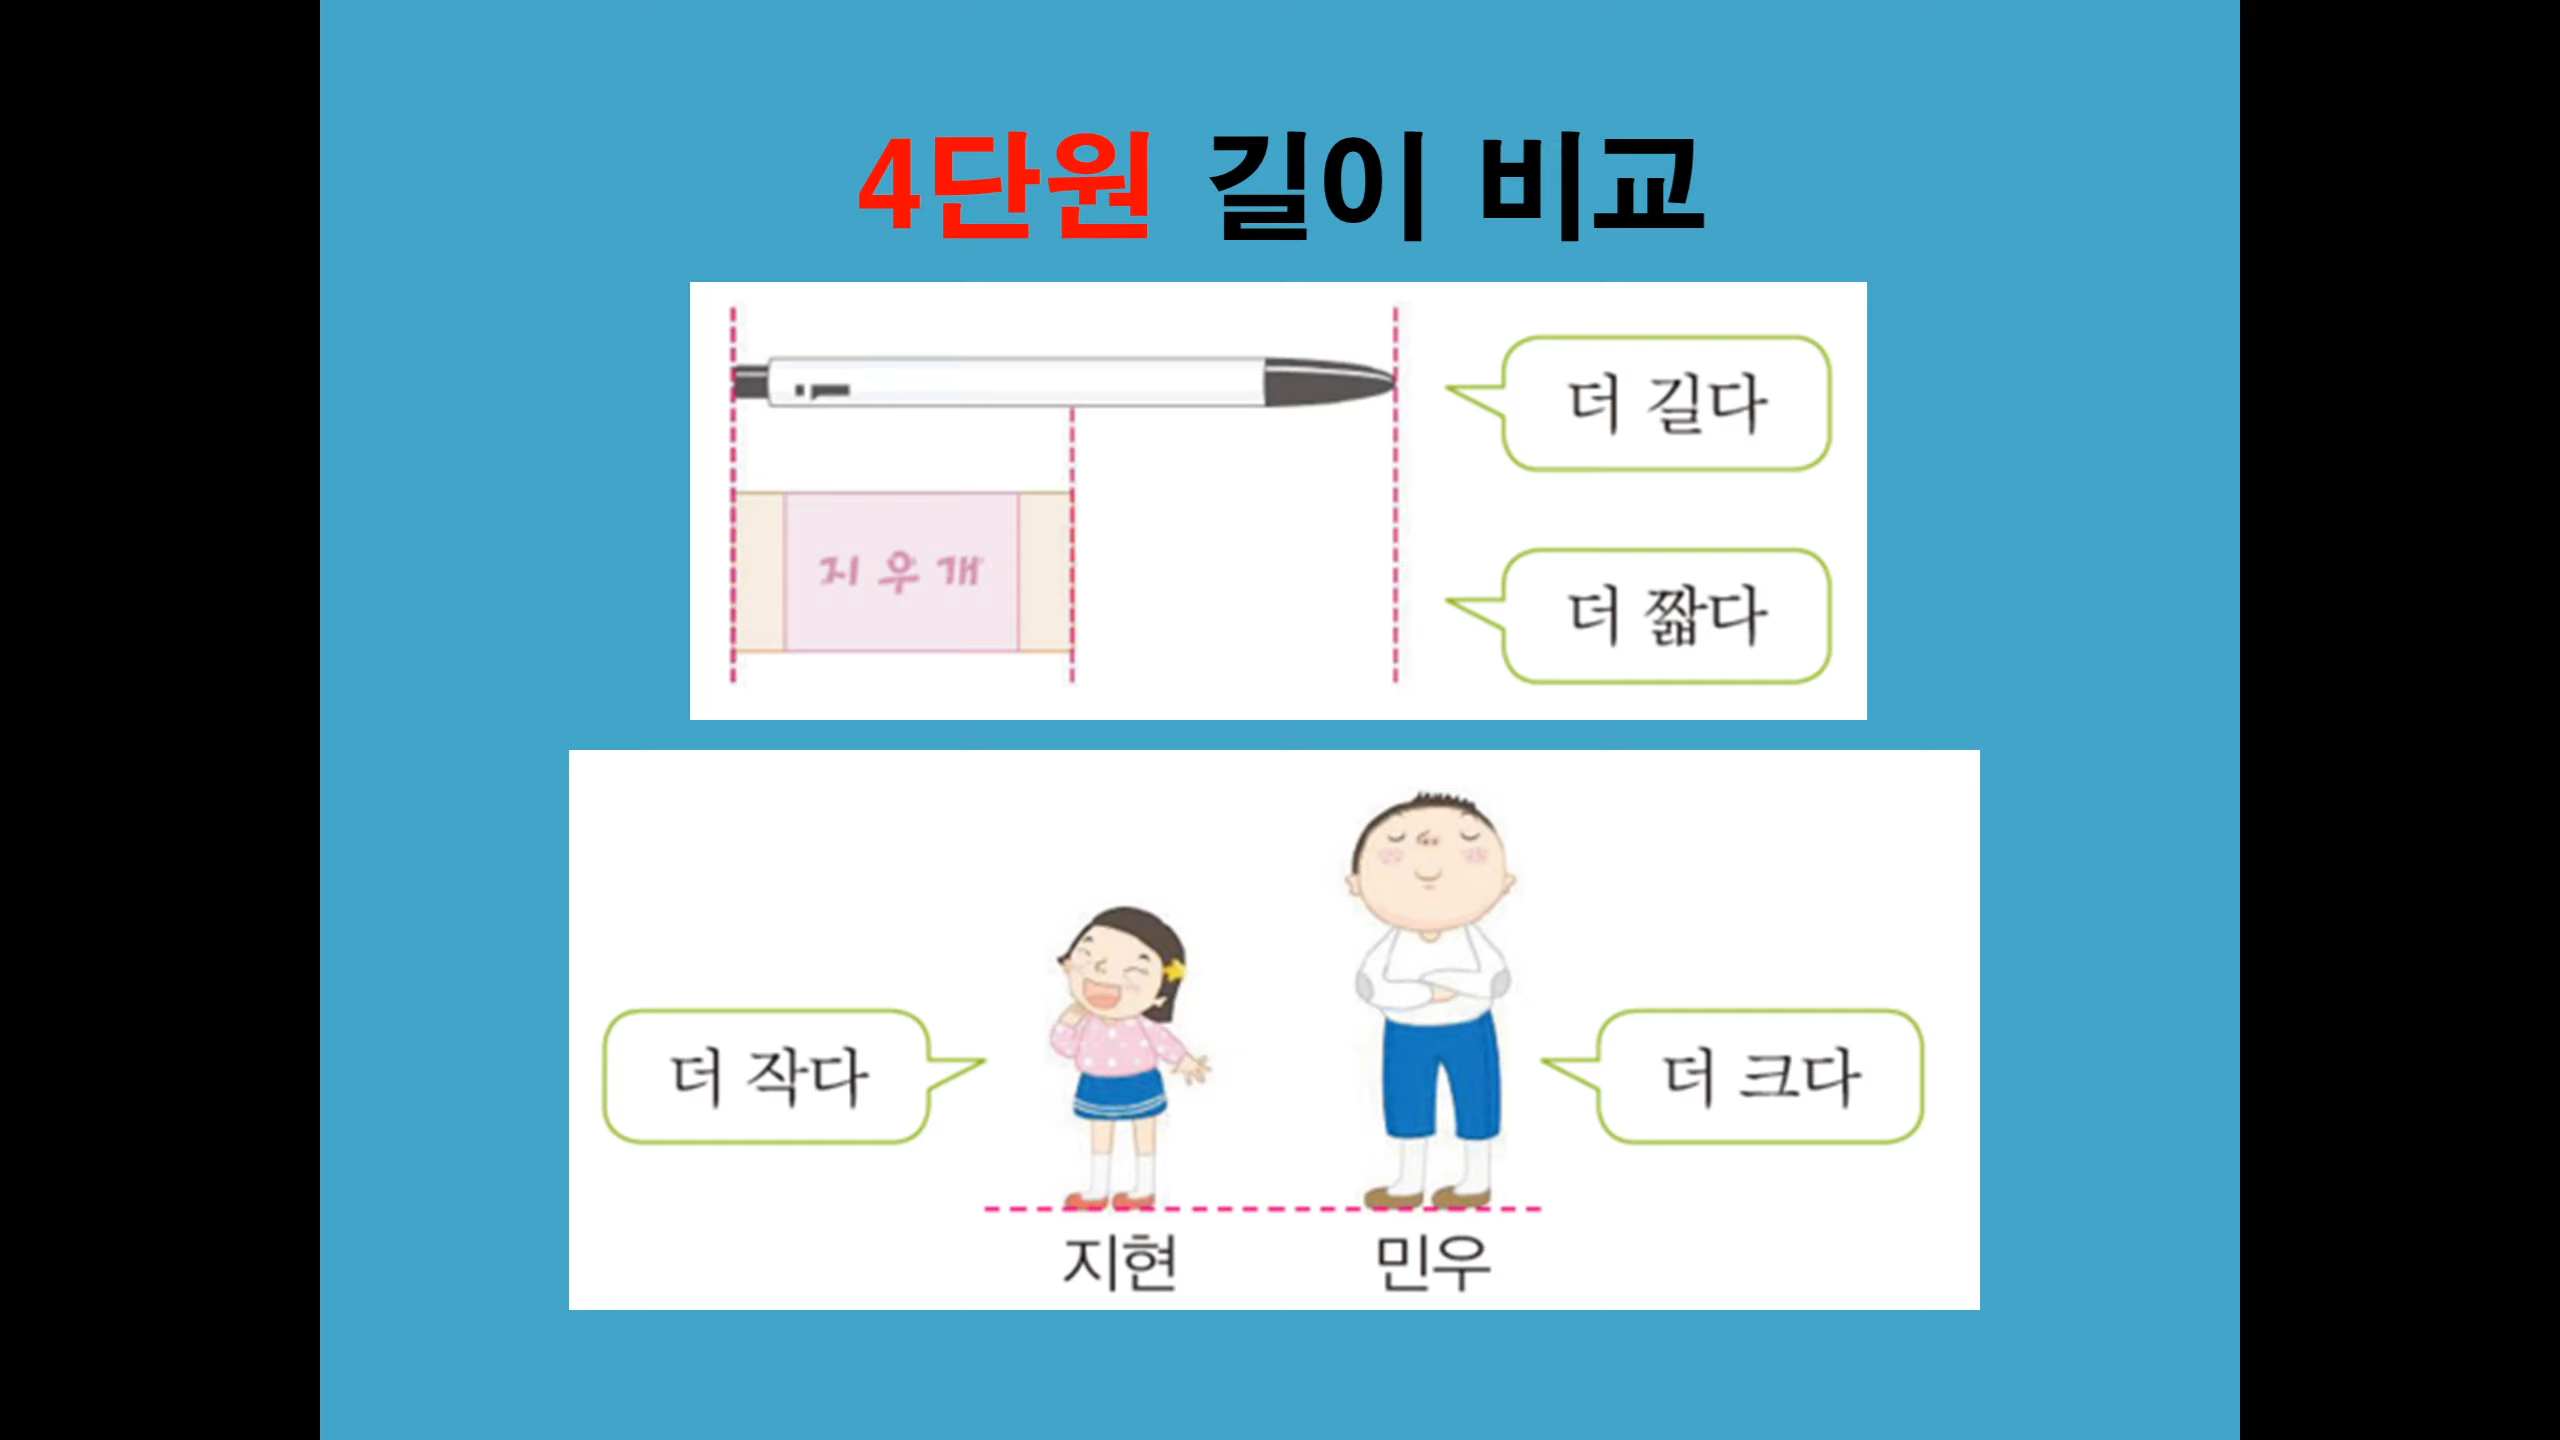 4단원 길이 비교
더 길다
지우개
더 짧다
더 작다
더 크다
지현
민우